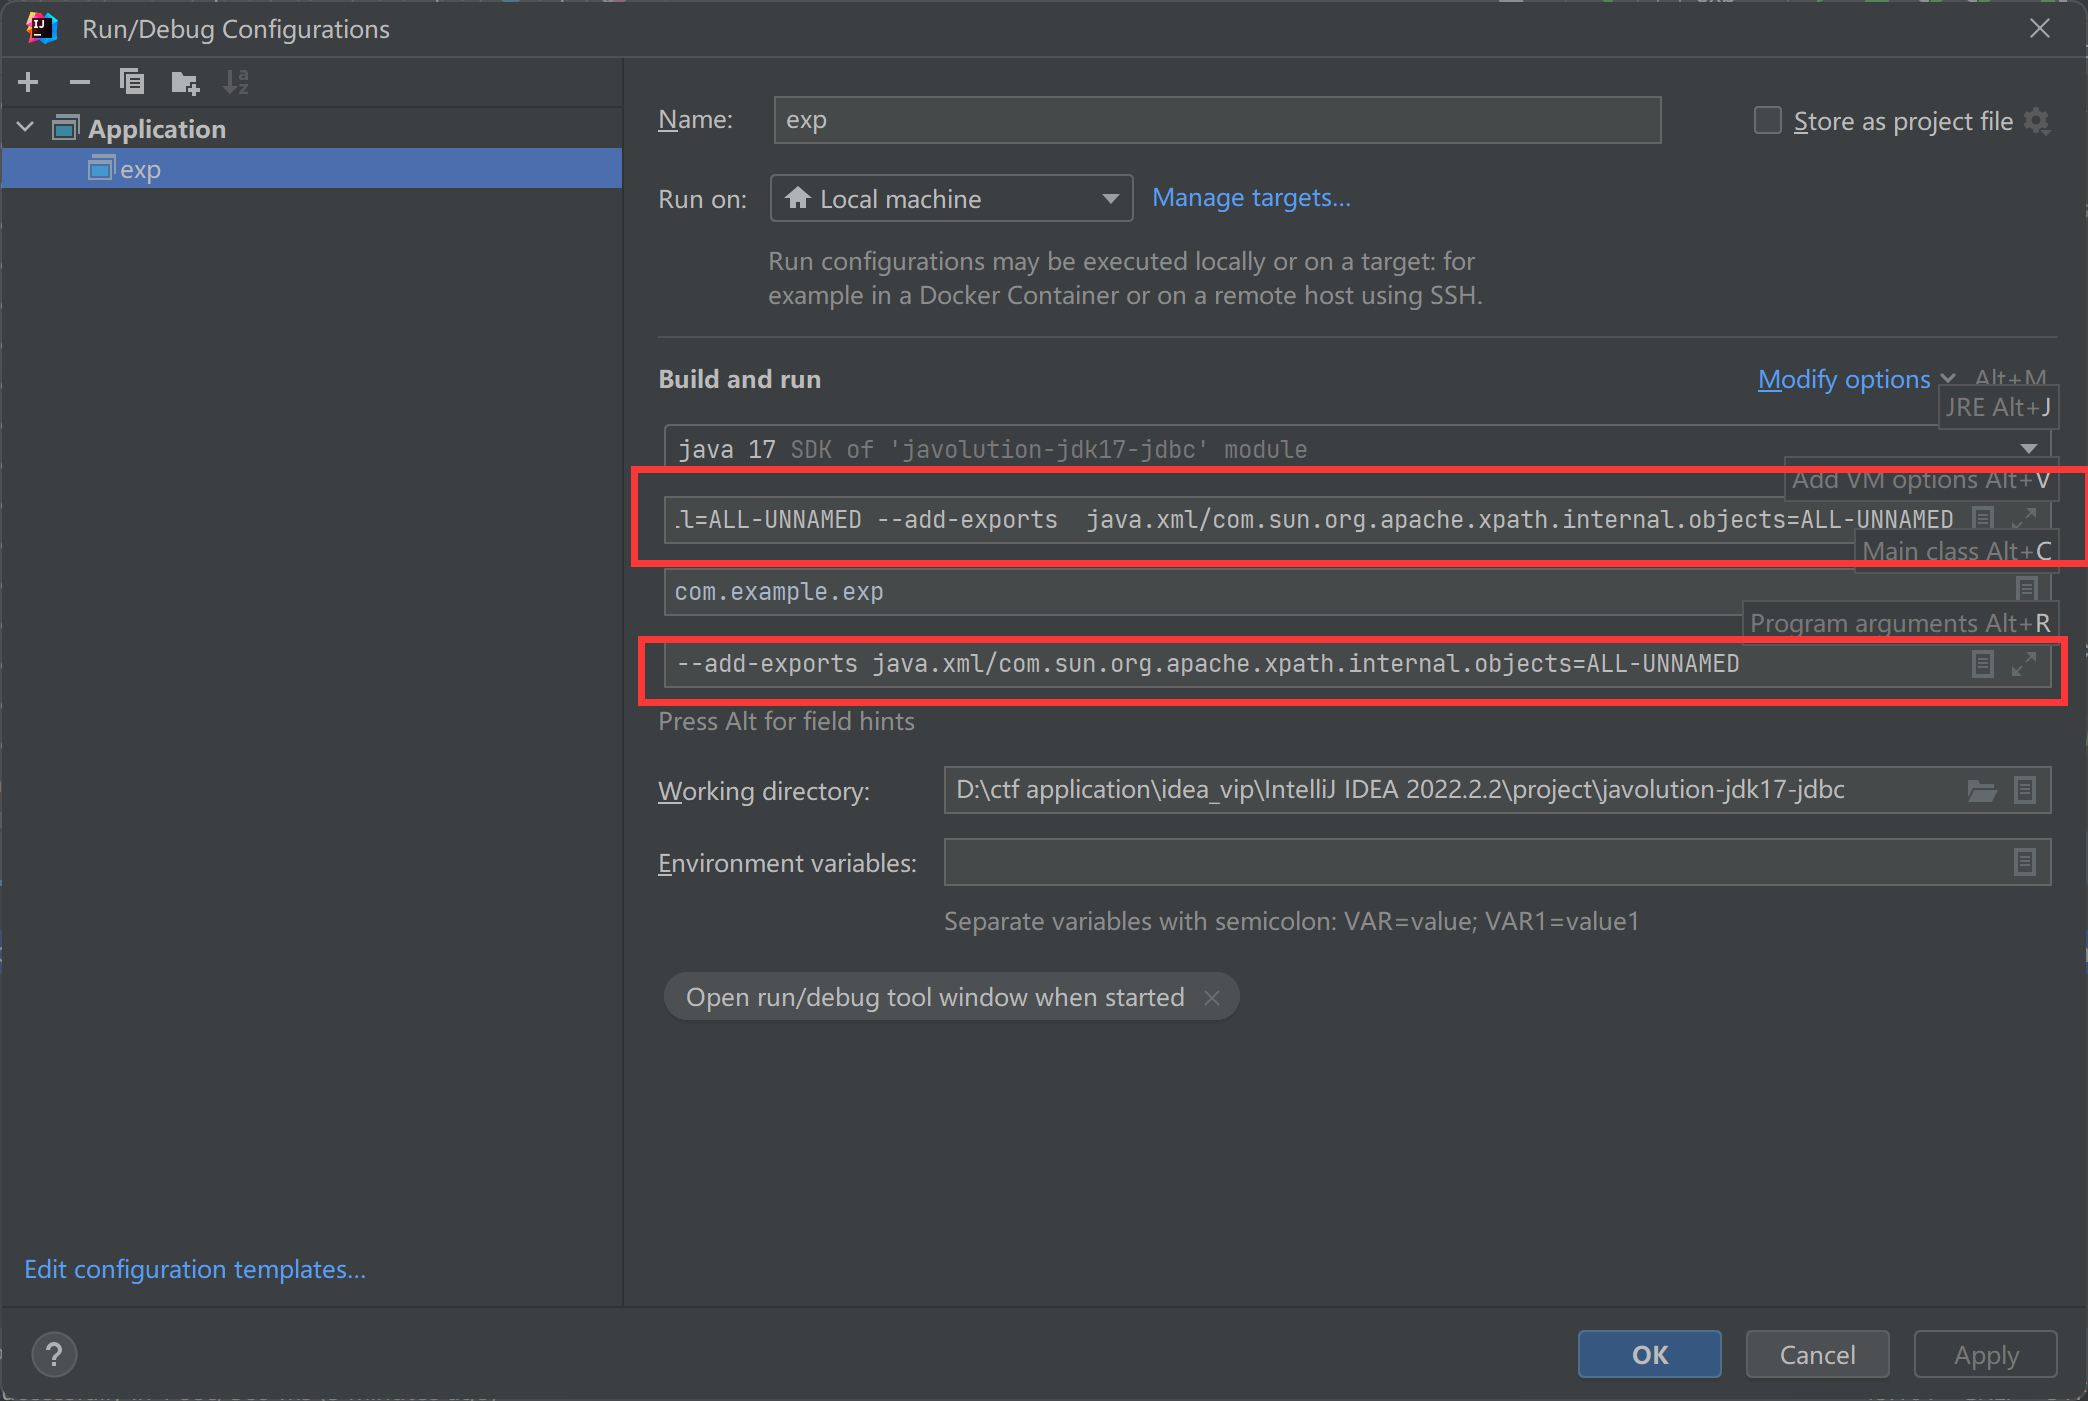 Run/Debug Configurations
Application
exp
Name: exp
Store as project file
Run on: Local machine Manage targets...
Run configurations may be executed locally or on a target: for
example in a Docker Container or on a remote host using SSH.
Build and run
Modify options Alt+M
JRE Alt+J
java 17 SDK of 'javolution-jdk17-jdbc' module
Add VM options Alt+V
l=ALL-UNNAMED --add-exports  java.xml/com.sun.org.apache.xpath.internal.objects=ALL-UNNAMED
Main class Alt+C
com.example.exp
Program arguments Alt+R
--add-exports java.xml/com.sun.org.apache.xpath.internal.objects=ALL-UNNAMED
Press Alt for field hints
Working directory: D:\ctf application\idea_vip\IntelliJ IDEA 2022.2.2\project\javolution-jdk17-jdbc
Environment variables:
Separate variables with semicolon: VAR=value; VAR1=value1
Open run/debug tool window when started
Edit configuration templates...
?
OK
Cancel
Apply